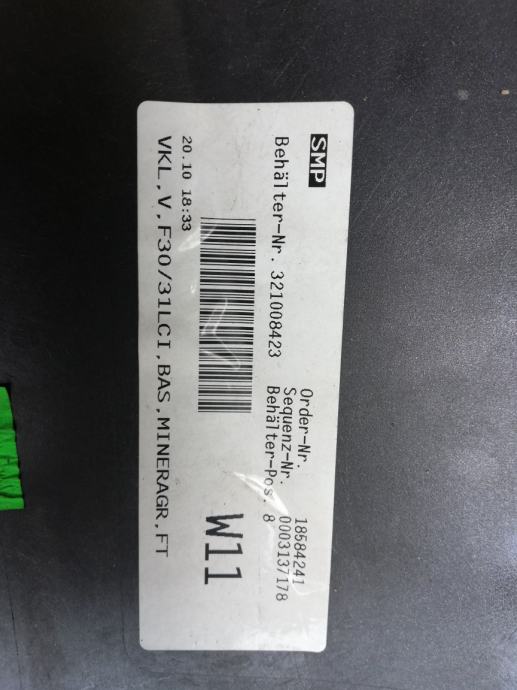 SMP
Order-Nr. 18584241
Sequenz-Nr. 0003137178
Behälter-Nr. 321008423 Behälter-Pos. 8
W11
20.10 18:33
VKL,V,F30/31LCI,BAS,MINERAGR,FT